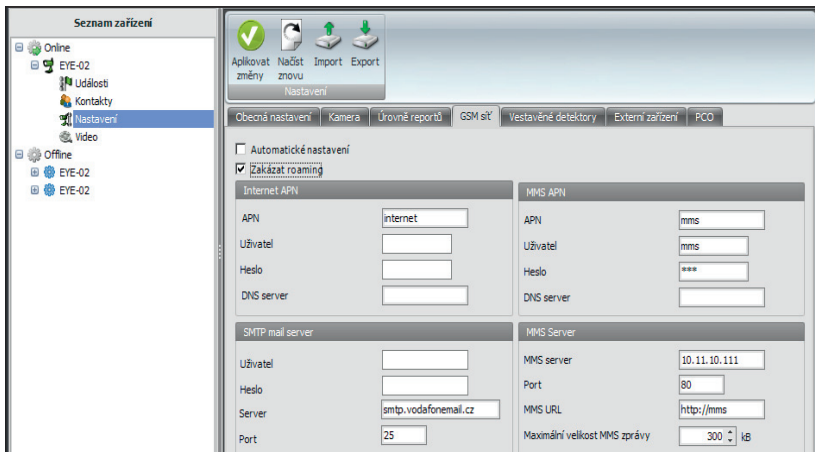 Seznam zařízení
Online
EYE-02
Události
Kontakty
Nastavení
Video
Offline
EYE-02
EYE-02
Aplikovat změny
Načíst znovu
Import
Export
Nastavení
Obecná nastavení
Kamera
Úrovně reportů
GSM síť
Vestavěné detektory
Externí zařízení
PCO
Automatické nastavení
Zakázat roaming
Internet APN
APN
internet
Uživatel
Heslo
DNS server
MMS APN
APN
mms
Uživatel
mms
Heslo
***
DNS server
SMTP mail server
Uživatel
Heslo
Server
smtp.vodafonemail.cz
Port
25
MMS Server
MMS server
10.11.10.111
Port
80
MMS URL
http://mms
Maximální velikost MMS zprávy
300 kB